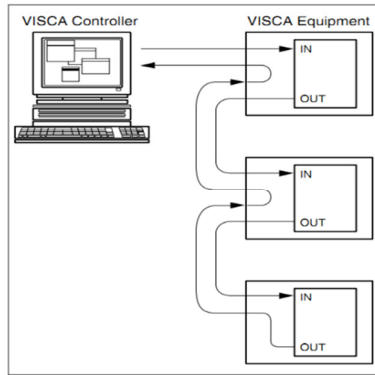 VISCA Controller
VISCA Equipment
IN
OUT
IN
OUT
IN
OUT